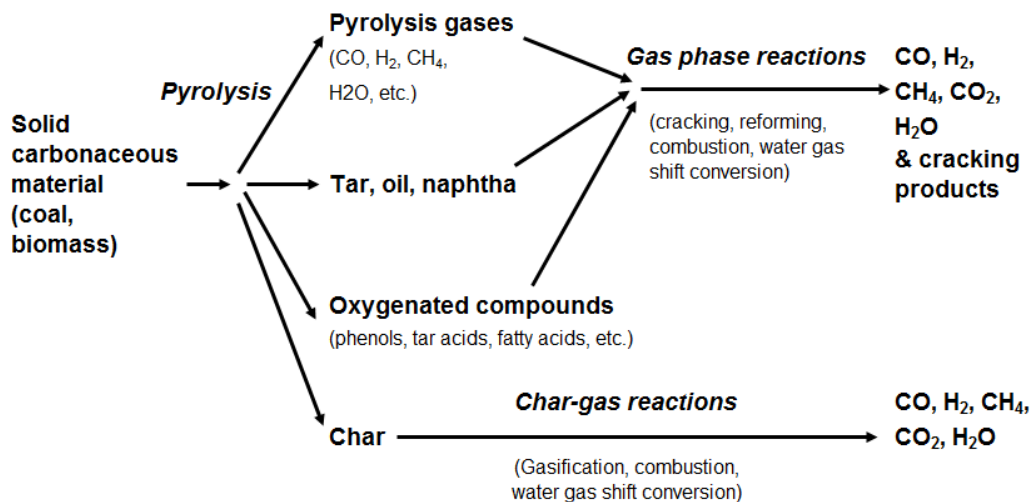 Pyrolysis gases
(CO, H₂, CH₄,
H2O, etc.)
Pyrolysis
Solid
carbonaceous
material
(coal,
biomass)
Tar, oil, naphtha
Oxygenated compounds
(phenols, tar acids, fatty acids, etc.)
Char
Gas phase reactions
(cracking, reforming,
combustion, water gas
shift conversion)
CO, H₂,
CH₄, CO₂,
H₂O
& cracking
products
Char-gas reactions
(Gasification, combustion,
water gas shift conversion)
CO, H₂, CH₄,
CO₂, H₂O